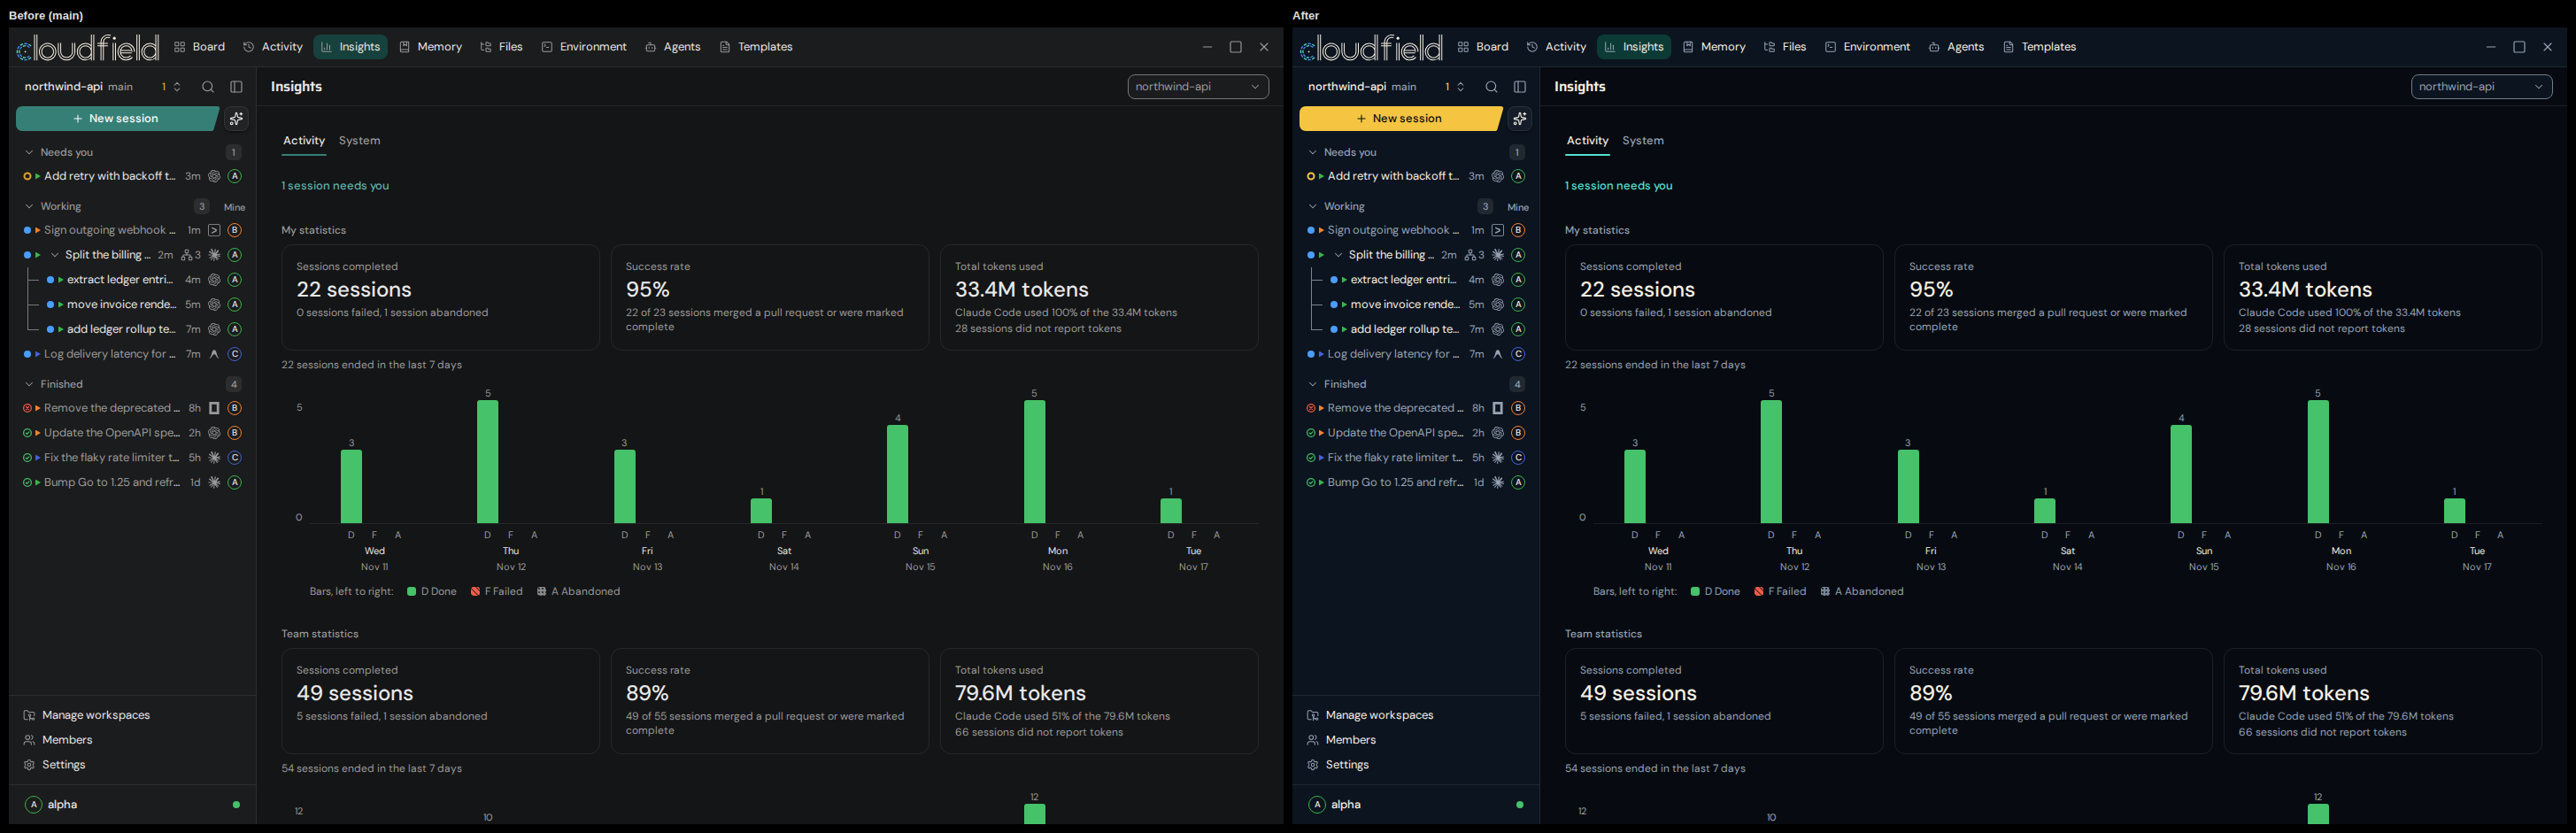 Before (main)
cloudfield Board Activity Insights Memory Files Environment Agents Templates
northwind-api main 1
Insights
northwind-api
+ New session
Needs you 1
Add retry with backoff t... 3m A
Working 3 Mine
Sign outgoing webhook ... 1m B
Split the billing ... 2m 3 A
extract ledger entri... 4m A
move invoice rende... 5m A
add ledger rollup te... 7m A
Log delivery latency for ... 7m C
Finished 4
Remove the deprecated ... 8h B
Update the OpenAPI spe... 2h B
Fix the flaky rate limiter t... 5h C
Bump Go to 1.25 and refr... 1d A
Manage workspaces
Members
Settings
A alpha
Activity System
1 session needs you
My statistics
Sessions completed
22 sessions
0 sessions failed, 1 session abandoned
Success rate
95%
22 of 23 sessions merged a pull request or were marked
complete
Total tokens used
33.4M tokens
Claude Code used 100% of the 33.4M tokens
28 sessions did not report tokens
22 sessions ended in the last 7 days
5
0
3 5 3 1 4 5 1
D F A D F A D F A D F A D F A D F A D F A
Wed Thu Fri Sat Sun Mon Tue
Nov 11 Nov 12 Nov 13 Nov 14 Nov 15 Nov 16 Nov 17
Bars, left to right: D Done F Failed A Abandoned
Team statistics
Sessions completed
49 sessions
5 sessions failed, 1 session abandoned
Success rate
89%
49 of 55 sessions merged a pull request or were marked
complete
Total tokens used
79.6M tokens
Claude Code used 51% of the 79.6M tokens
66 sessions did not report tokens
54 sessions ended in the last 7 days
12
10 12
After
cloudfield Board Activity Insights Memory Files Environment Agents Templates
northwind-api main 1
Insights
northwind-api
+ New session
Needs you 1
Add retry with backoff t... 3m A
Working 3 Mine
Sign outgoing webhook ... 1m B
Split the billing ... 2m 3 A
extract ledger entri... 4m A
move invoice rende... 5m A
add ledger rollup te... 7m A
Log delivery latency for ... 7m C
Finished 4
Remove the deprecated ... 8h B
Update the OpenAPI spe... 2h B
Fix the flaky rate limiter t... 5h C
Bump Go to 1.25 and refr... 1d A
Manage workspaces
Members
Settings
A alpha
Activity System
1 session needs you
My statistics
Sessions completed
22 sessions
0 sessions failed, 1 session abandoned
Success rate
95%
22 of 23 sessions merged a pull request or were marked
complete
Total tokens used
33.4M tokens
Claude Code used 100% of the 33.4M tokens
28 sessions did not report tokens
22 sessions ended in the last 7 days
5
0
3 5 3 1 4 5 1
D F A D F A D F A D F A D F A D F A D F A
Wed Thu Fri Sat Sun Mon Tue
Nov 11 Nov 12 Nov 13 Nov 14 Nov 15 Nov 16 Nov 17
Bars, left to right: D Done F Failed A Abandoned
Team statistics
Sessions completed
49 sessions
5 sessions failed, 1 session abandoned
Success rate
89%
49 of 55 sessions merged a pull request or were marked
complete
Total tokens used
79.6M tokens
Claude Code used 51% of the 79.6M tokens
66 sessions did not report tokens
54 sessions ended in the last 7 days
12
10 12